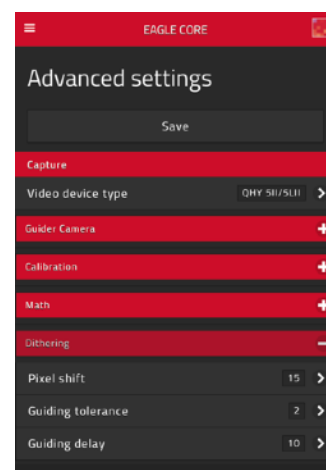 EAGLE CORE
Advanced settings
Save
Capture
Video device type QHY 5II/5LII
Guider Camera
Calibration
Math
Dithering
Pixel shift 15
Guiding tolerance 2
Guiding delay 10